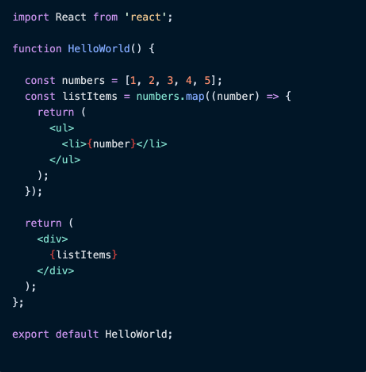 import React from 'react';
function HelloWorld() {
const numbers = [1, 2, 3, 4, 5];
const listItems = numbers.map((number) => {
return (
<ul>
<li>{number}</li>
</ul>
);
});
return (
<div>
{listItems}
</div>
);
};
export default HelloWorld;